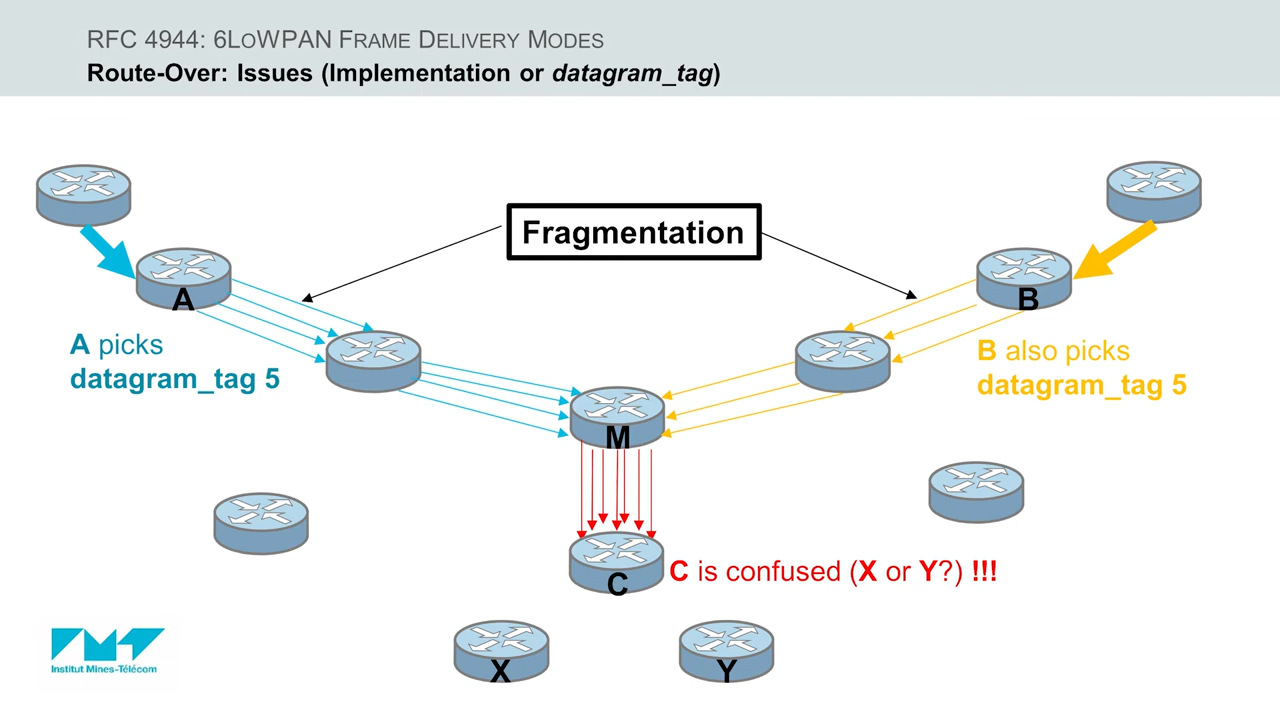 RFC 4944: 6LoWPAN Frame Delivery Modes
Route-Over: Issues (Implementation or datagram_tag)
Fragmentation
A
B
A picks
datagram_tag 5
B also picks
datagram_tag 5
M
C
C is confused (X or Y?) !!!
X
Y
Institut Mines-Télécom